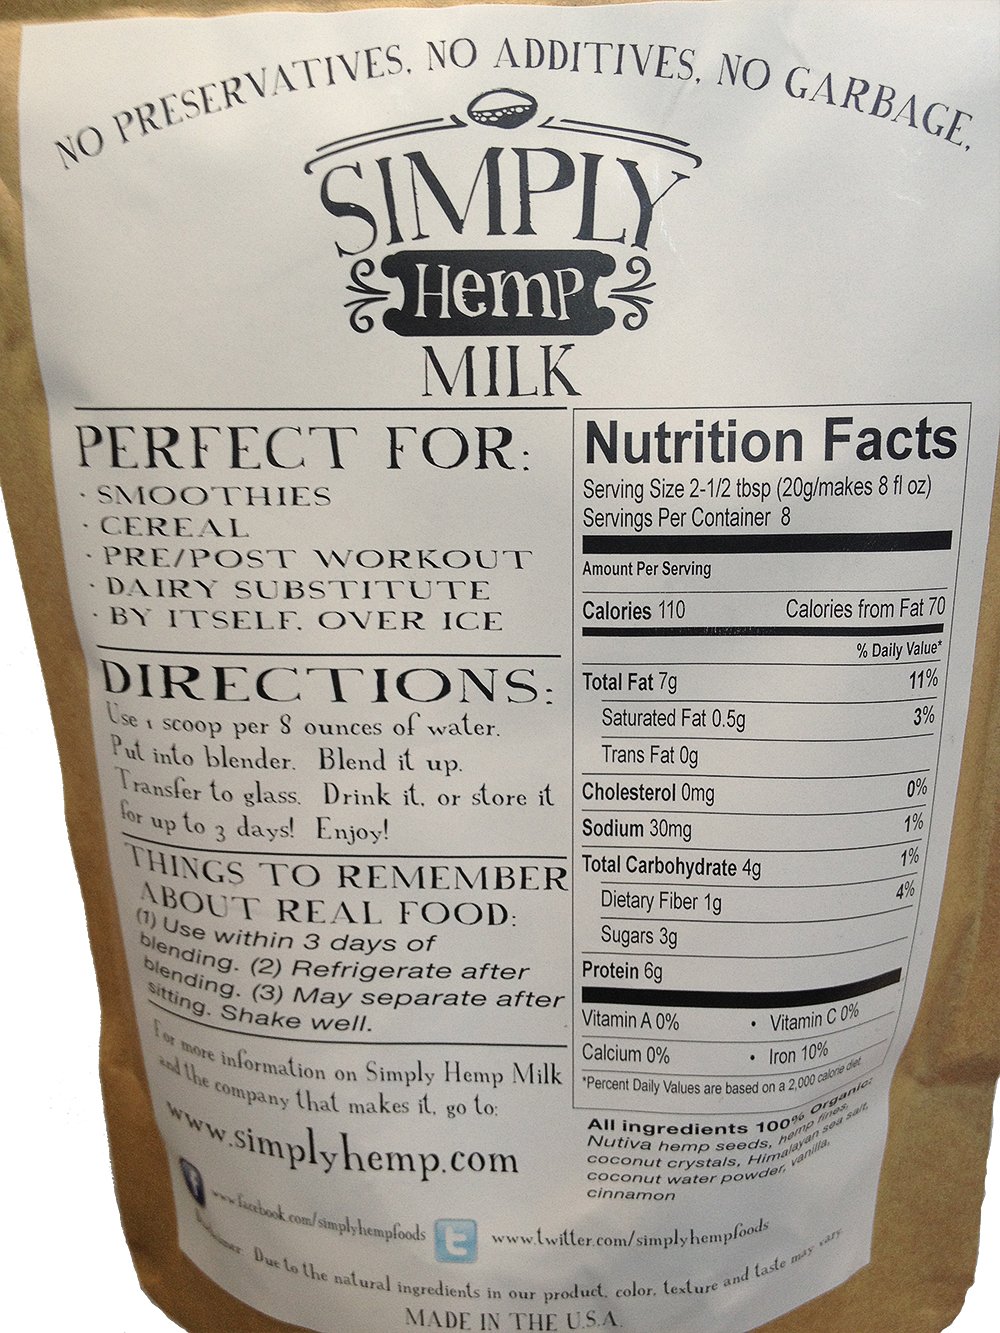 NO PRESERVATIVES, NO ADDITIVES, NO GARBAGE.
SIMPLY
Hemp
MILK
PERFECT FOR:
· SMOOTHIES
· CEREAL
· PRE/POST WORKOUT
· DAIRY SUBSTITUTE
· BY ITSELF, OVER ICE
DIRECTIONS:
Use 1 scoop per 8 ounces of water.
Put into blender. Blend it up.
Transfer to glass. Drink it, or store it
for up to 3 days! Enjoy!
THINGS TO REMEMBER
ABOUT REAL FOOD:
(1) Use within 3 days of
blending. (2) Refrigerate after
blending. (3) May separate after
sitting. Shake well.
For more information on Simply Hemp Milk
and the company that makes it, go to:
www.simplyhemp.com
Nutrition Facts
Serving Size 2-1/2 tbsp (20g/makes 8 fl oz)
Servings Per Container 8
Amount Per Serving
Calories 110 Calories from Fat 70
% Daily Value*
Total Fat 7g 11%
Saturated Fat 0.5g 3%
Trans Fat 0g
Cholesterol 0mg 0%
Sodium 30mg 1%
Total Carbohydrate 4g 1%
Dietary Fiber 1g 4%
Sugars 3g
Protein 6g
Vitamin A 0% • Vitamin C 0%
Calcium 0% • Iron 10%
*Percent Daily Values are based on a 2,000 calorie diet
All ingredients 100% Organic:
Nutiva hemp seeds, hemp fines,
coconut crystals, Himalayan sea salt,
coconut water powder, vanilla,
cinnamon
f www.facebook.com/simplyhempfoods t www.twitter.com/simplyhempfoods
Disclaimer: Due to the natural ingredients in our product, color, texture and taste may vary.
MADE IN THE U.S.A.